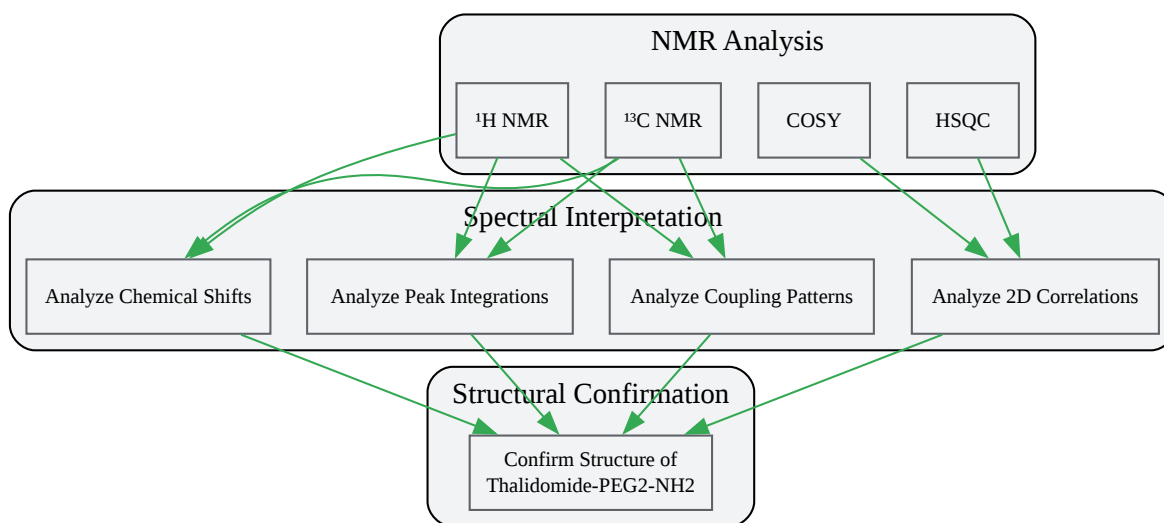 NMR Analysis
¹H NMR
¹³C NMR
COSY
HSQC
Spectral Interpretation
Analyze Chemical Shifts
Analyze Peak Integrations
Analyze Coupling Patterns
Analyze 2D Correlations
Structural Confirmation
Confirm Structure of
Thalidomide-PEG2-NH2